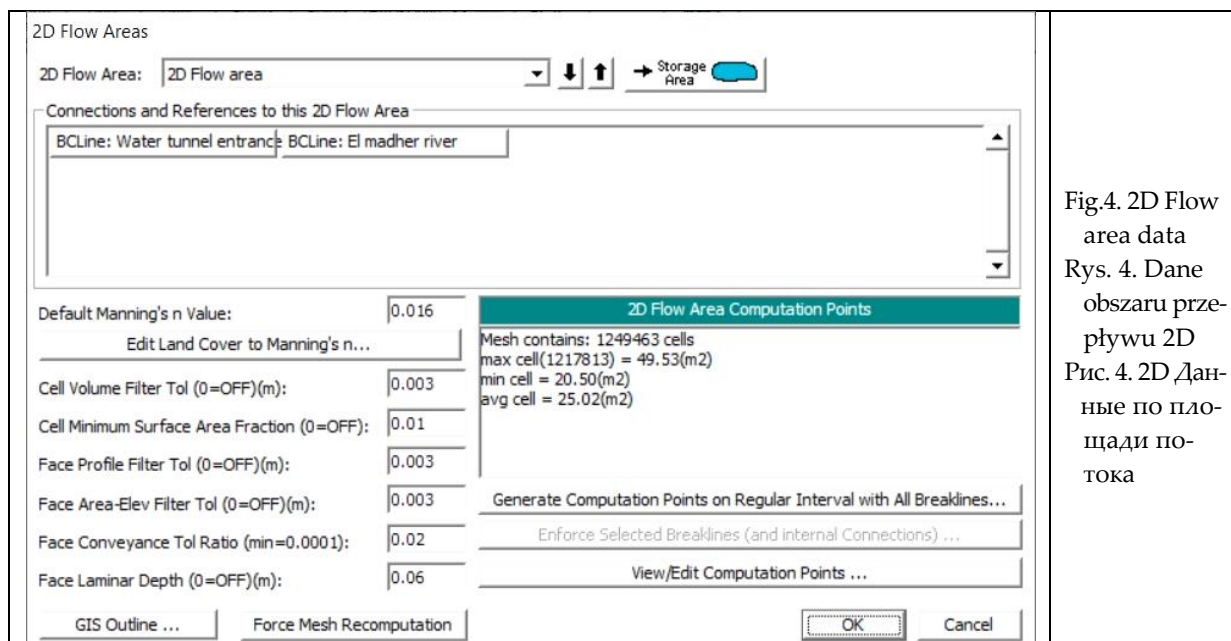 2D Flow Areas
2D Flow Area: 2D Flow area
Storage Area
Connections and References to this 2D Flow Area
BCLine: Water tunnel entrance BCLine: El madher river
Default Manning's n Value: 0.016
Edit Land Cover to Manning's n...
Cell Volume Filter Tol (0=OFF)(m): 0.003
Cell Minimum Surface Area Fraction (0=OFF): 0.01
Face Profile Filter Tol (0=OFF)(m): 0.003
Face Area-Elev Filter Tol (0=OFF)(m): 0.003
Face Conveyance Tol Ratio (min=0.0001): 0.02
Face Laminar Depth (0=OFF)(m): 0.06
2D Flow Area Computation Points
Mesh contains: 1249463 cells
max cell(1217813) = 49.53(m2)
min cell = 20.50(m2)
avg cell = 25.02(m2)
Generate Computation Points on Regular Interval with All Breaklines...
Enforce Selected Breaklines (and internal Connections) ...
View/Edit Computation Points ...
GIS Outline ... Force Mesh Recomputation OK Cancel
Fig.4. 2D Flow
area data
Rys. 4. Dane
obszaru prze-
pływu 2D
Рис. 4. 2D Дан-
ные по пло-
щади по-
тока